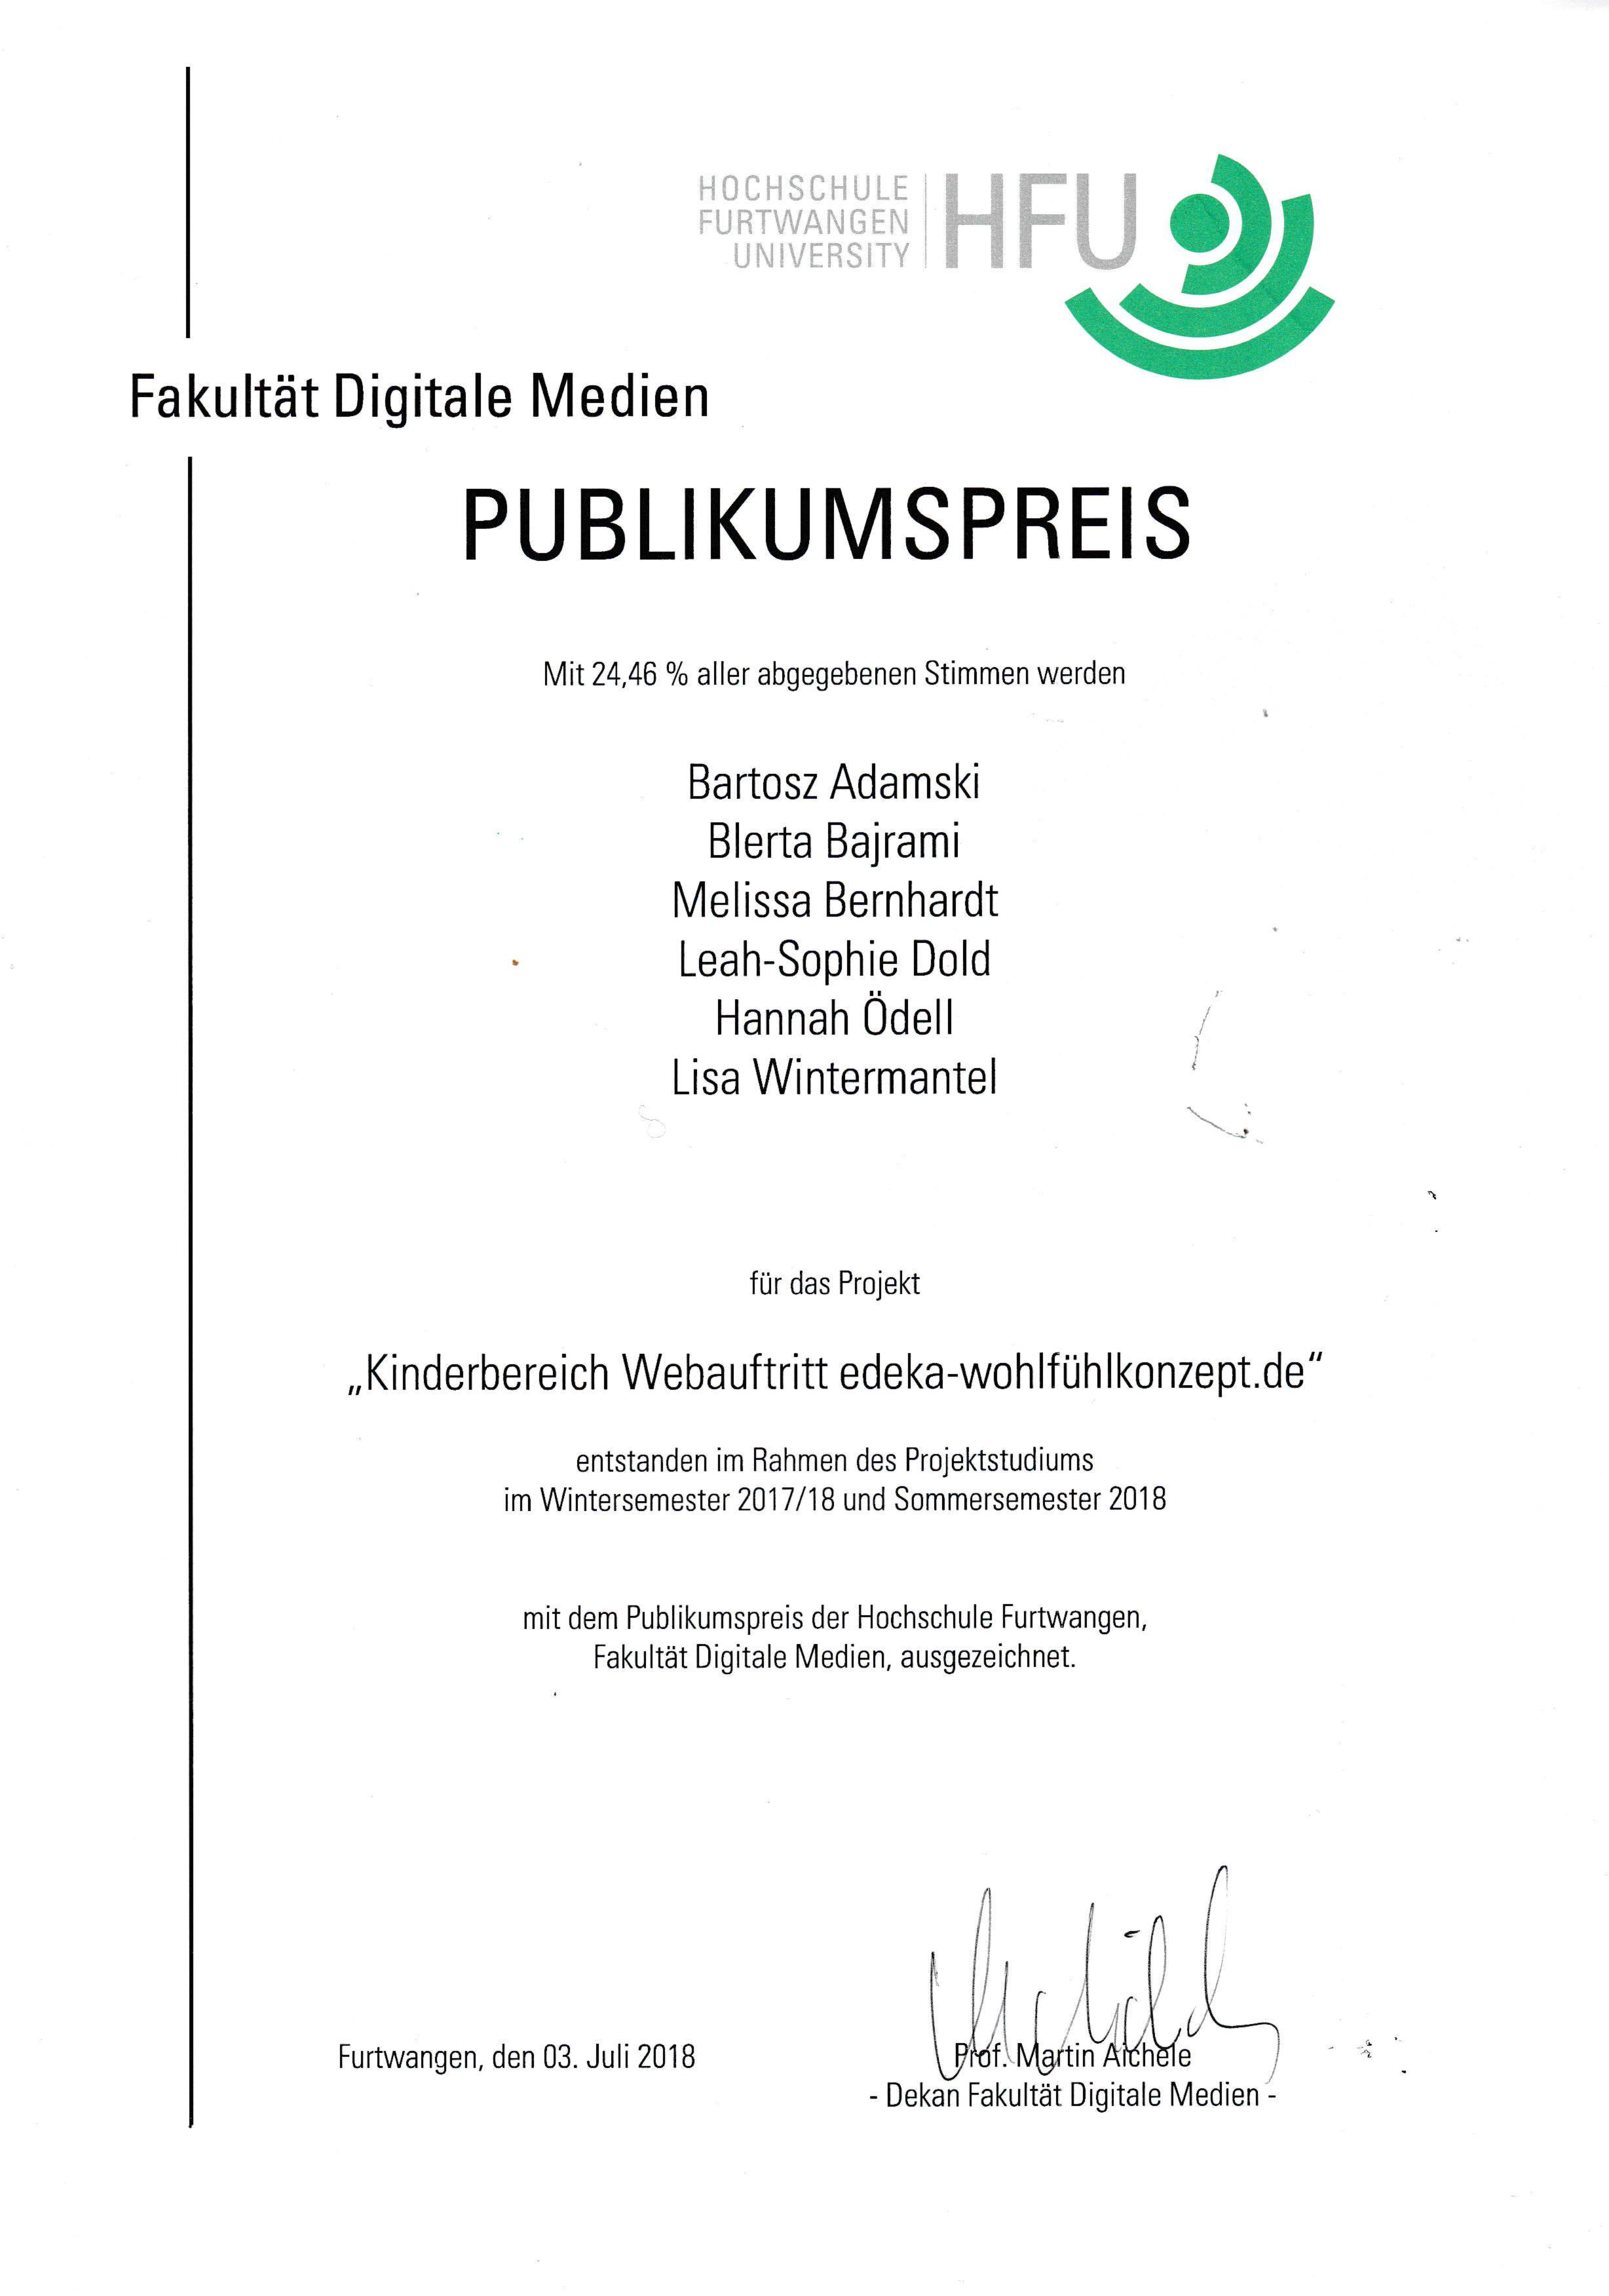 HOCHSCHULE
FURTWANGEN
UNIVERSITY
HFU
Fakultät Digitale Medien
PUBLIKUMSPREIS
Mit 24,46 % aller abgegebenen Stimmen werden
Bartosz Adamski
Blerta Bajrami
Melissa Bernhardt
Leah-Sophie Dold
Hannah Ödell
Lisa Wintermantel
für das Projekt
„Kinderbereich Webauftritt edeka-wohlfühlkonzept.de“
entstanden im Rahmen des Projektstudiums
im Wintersemester 2017/18 und Sommersemester 2018
mit dem Publikumspreis der Hochschule Furtwangen,
Fakultät Digitale Medien, ausgezeichnet.
Furtwangen, den 03. Juli 2018
Prof. Martin Aichele
- Dekan Fakultät Digitale Medien -